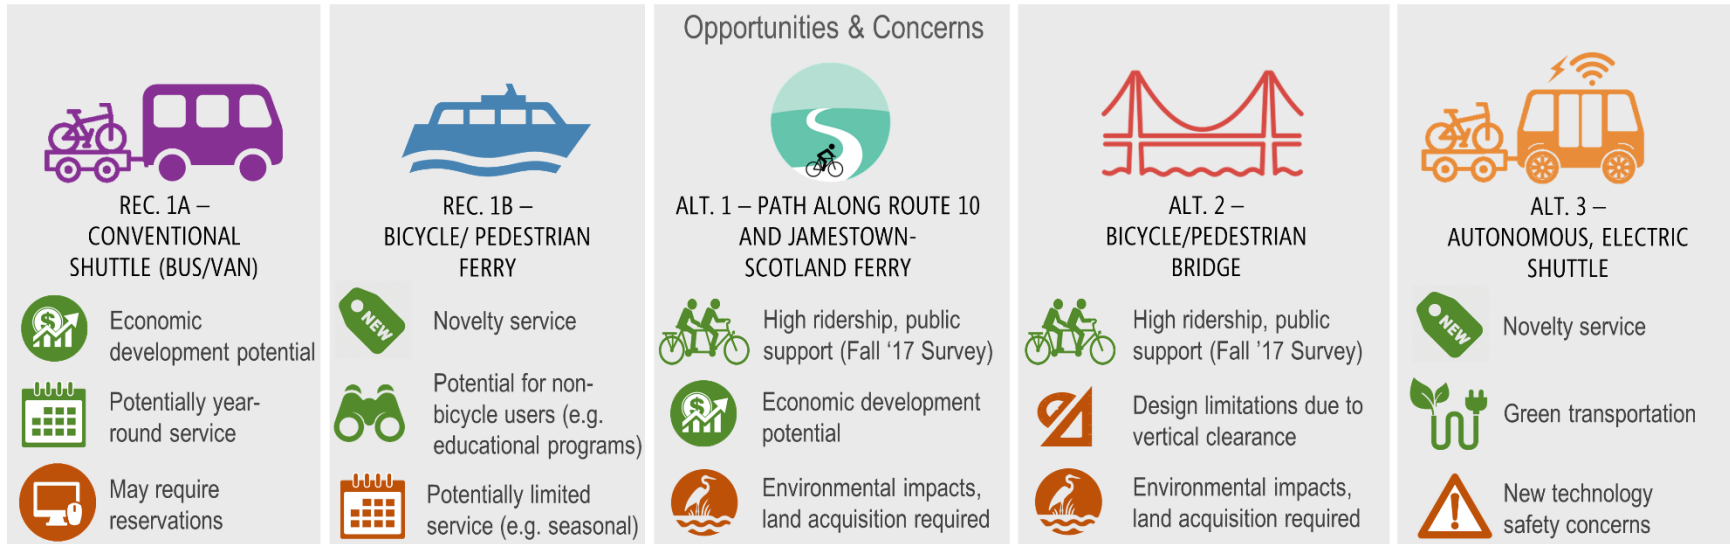 Opportunities & Concerns
REC. 1A –
CONVENTIONAL
SHUTTLE (BUS/VAN)
Economic
development potential
Potentially year-
round service
May require
reservations
REC. 1B –
BICYCLE/ PEDESTRIAN
FERRY
NEW
Novelty service
Potential for non-
bicycle users (e.g.
educational programs)
Potentially limited
service (e.g. seasonal)
ALT. 1 – PATH ALONG ROUTE 10
AND JAMESTOWN-
SCOTLAND FERRY
High ridership, public
support (Fall ‘17 Survey)
Economic development
potential
Environmental impacts,
land acquisition required
ALT. 2 –
BICYCLE/PEDESTRIAN
BRIDGE
High ridership, public
support (Fall ‘17 Survey)
Design limitations due to
vertical clearance
Environmental impacts,
land acquisition required
ALT. 3 –
AUTONOMOUS, ELECTRIC
SHUTTLE
NEW
Novelty service
Green transportation
New technology
safety concerns